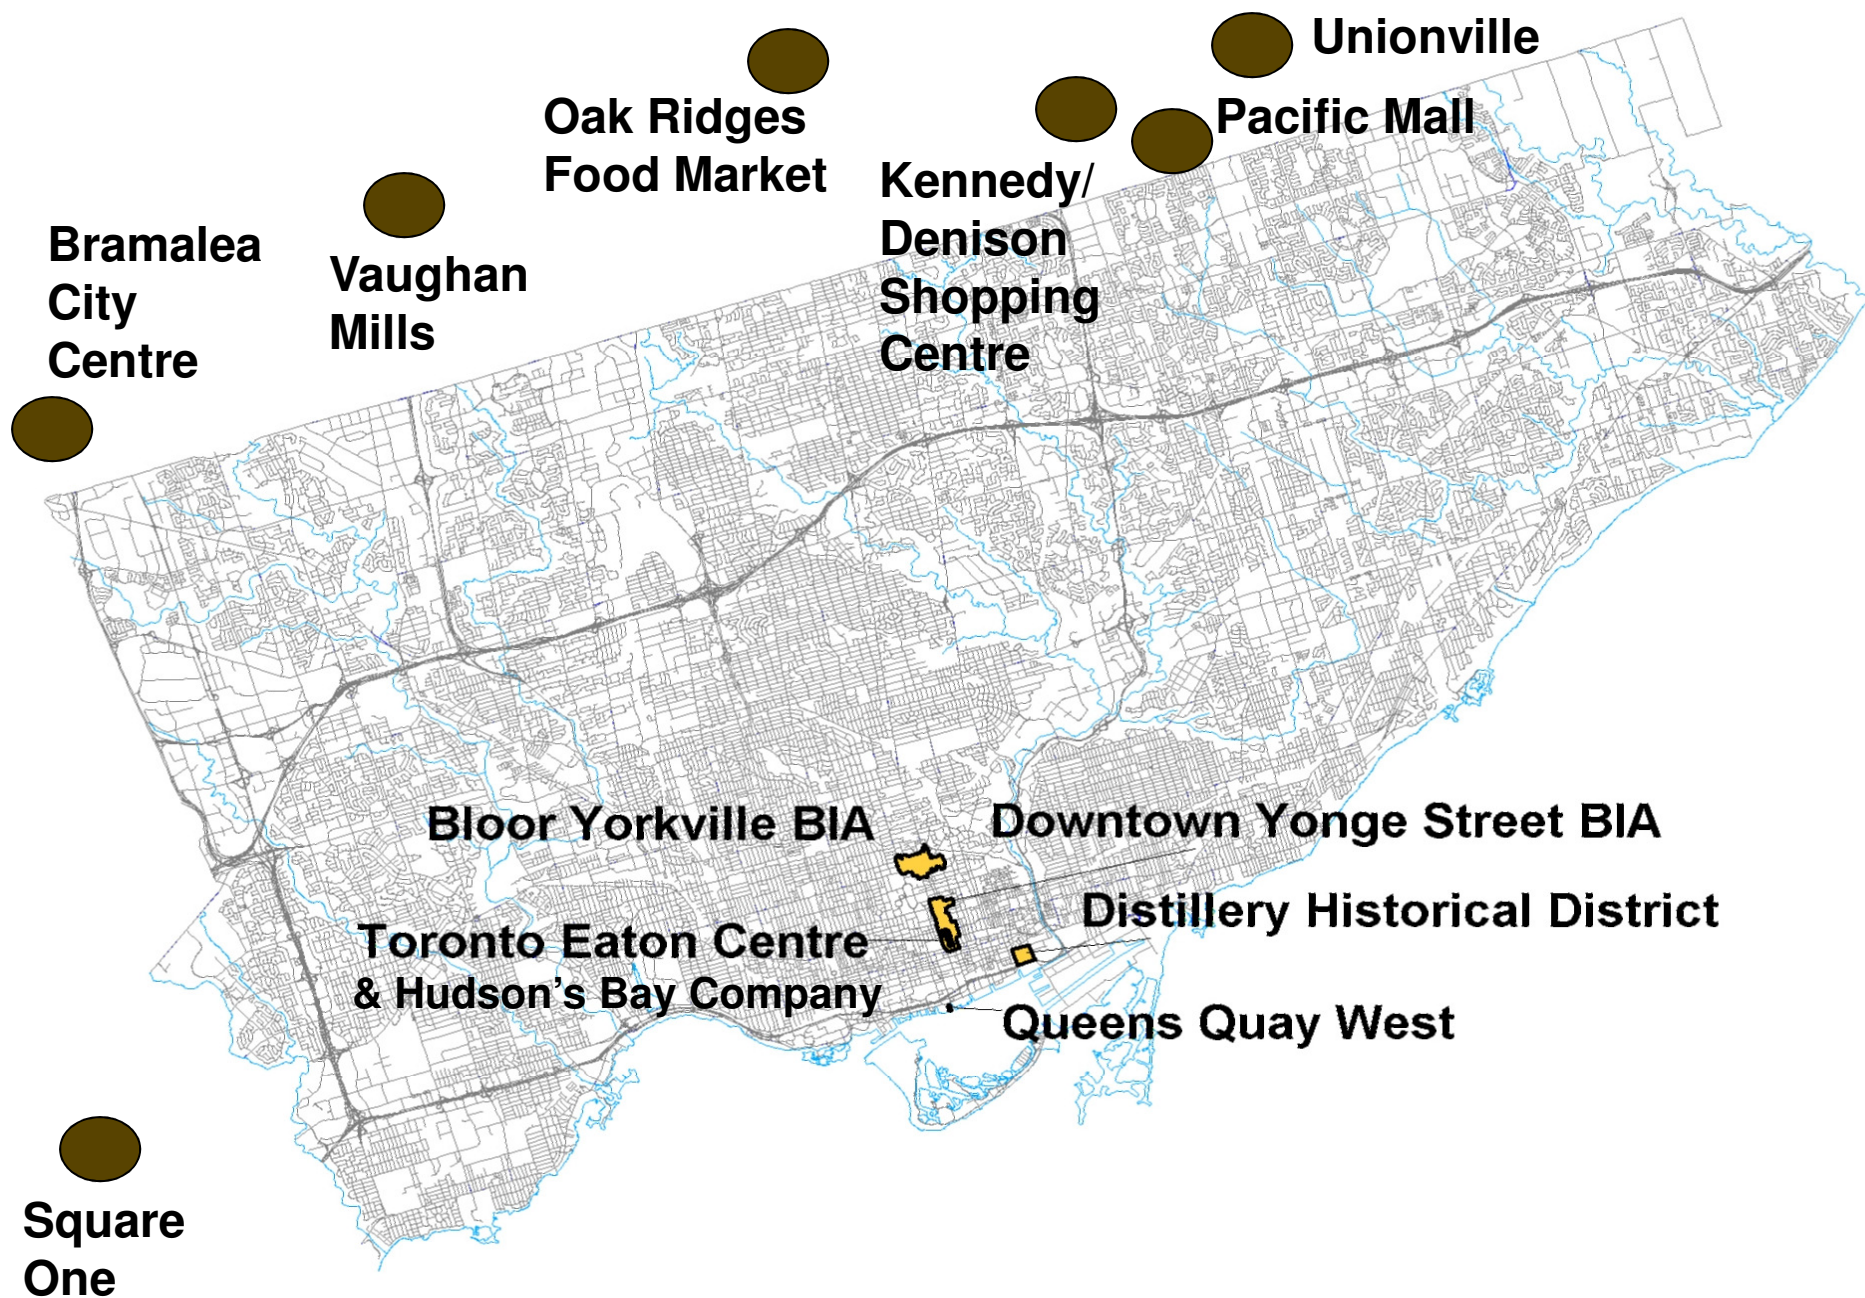 Unionville
Oak Ridges
Food Market
Pacific Mall
Kennedy/
Denison
Shopping
Centre
Bramalea
City
Centre
Vaughan
Mills
Bloor Yorkville BIA
Downtown Yonge Street BIA
Distillery Historical District
Toronto Eaton Centre
& Hudson’s Bay Company
Queens Quay West
Square
One